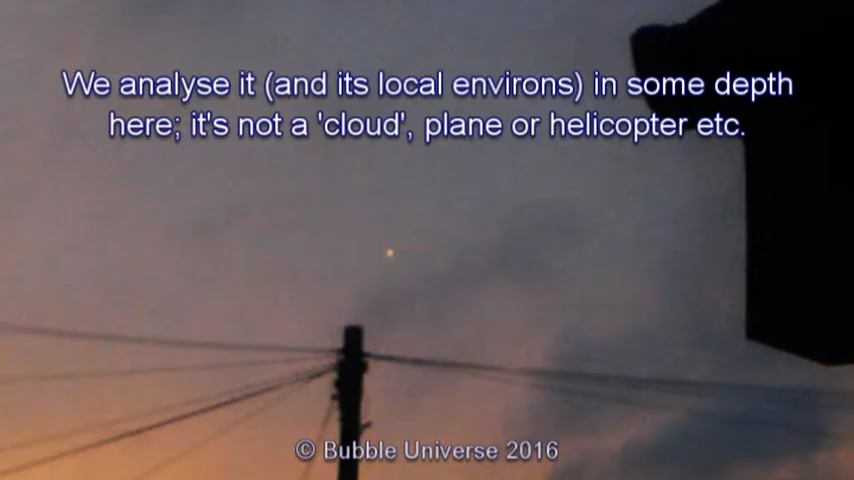 We analyse it (and its local environs) in some depth
here; it's not a 'cloud', plane or helicopter etc.
© Bubble Universe 2016